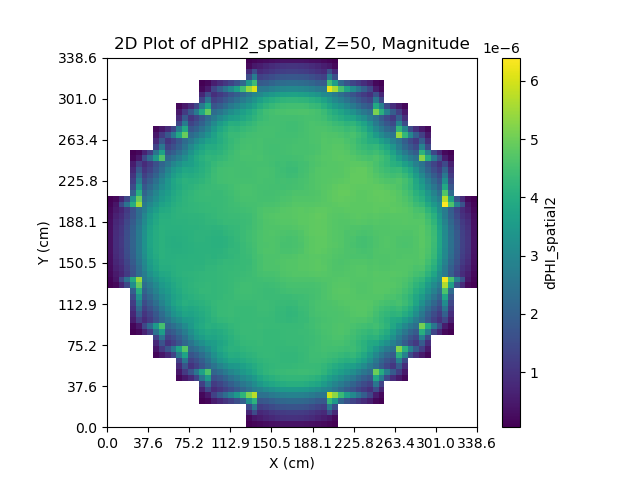 2D Plot of dPHI2_spatial, Z=50, Magnitude
1e−6
338.6
301.0
263.4
225.8
188.1
150.5
112.9
75.2
37.6
0.0
Y (cm)
0.0 37.6 75.2 112.9 150.5 188.1 225.8 263.4 301.0 338.6
X (cm)
6
5
4
3
2
1
dPHI_spatial2